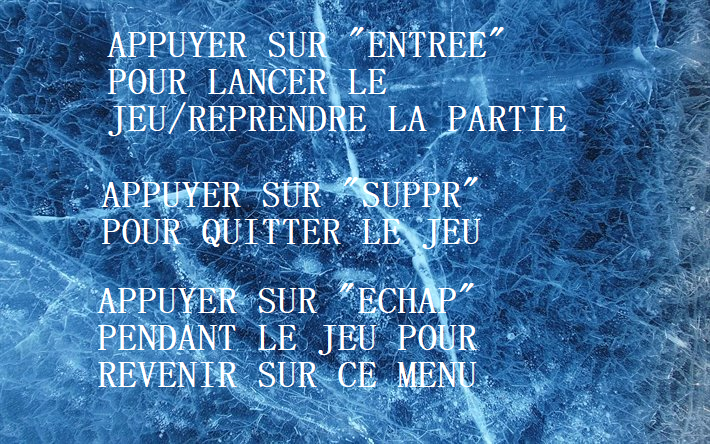 APPUYER SUR "ENTREE"
POUR LANCER LE
JEU/REPRENDRE LA PARTIE
APPUYER SUR "SUPPR"
POUR QUITTER LE JEU
APPUYER SUR "ECHAP"
PENDANT LE JEU POUR
REVENIR SUR CE MENU